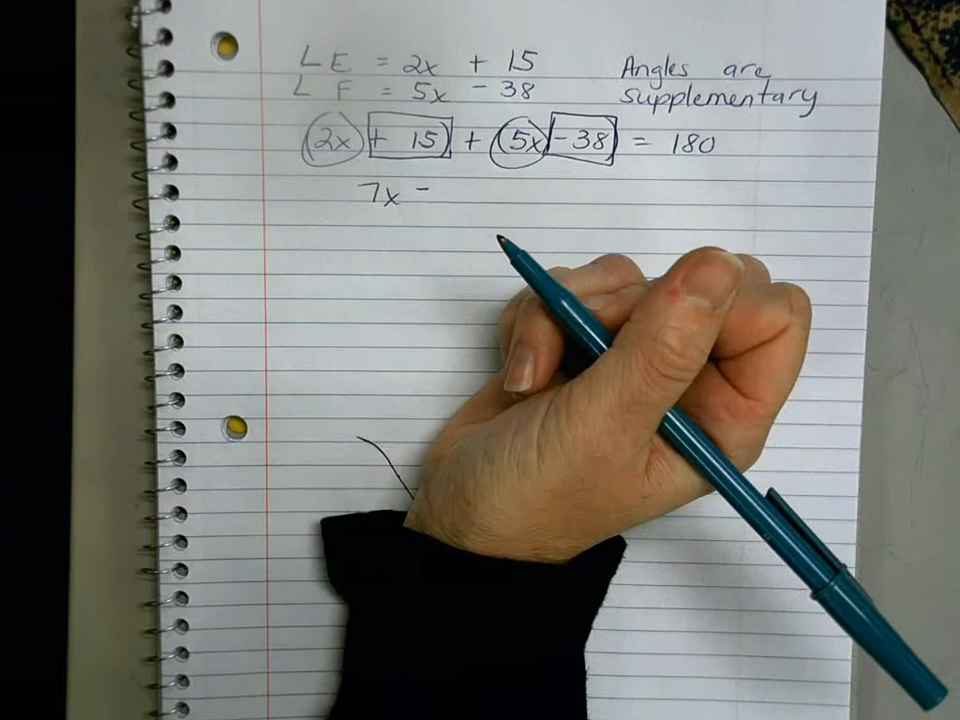 ∠E = 2x + 15 Angles are
∠F = 5x - 38 supplementary
(2x + 15) + (5x - 38) = 180
7x -